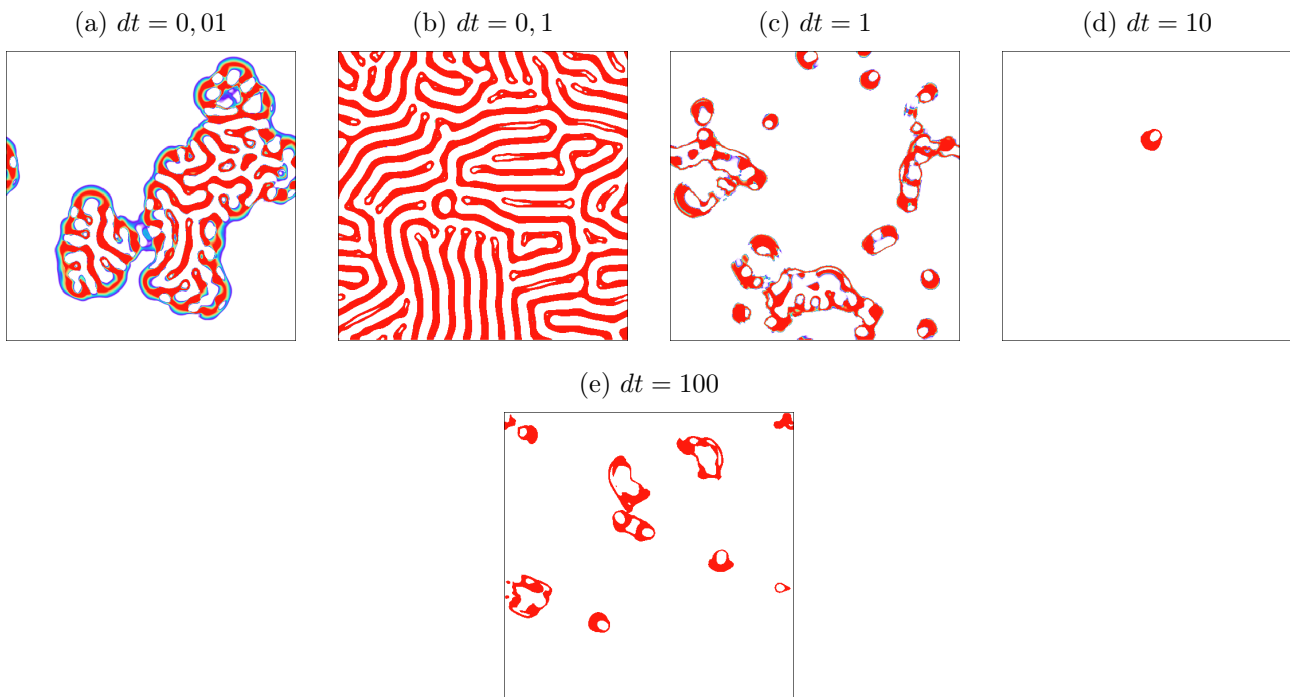 (a) dt = 0, 01
(b) dt = 0, 1
(c) dt = 1
(d) dt = 10
(e) dt = 100